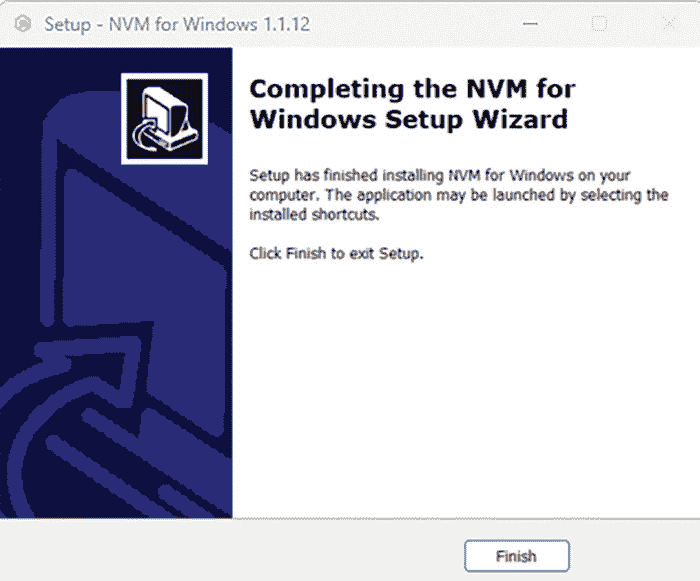 Setup - NVM for Windows 1.1.12
Completing the NVM for
Windows Setup Wizard
Setup has finished installing NVM for Windows on your
computer. The application may be launched by selecting the
installed shortcuts.
Click Finish to exit Setup.
Finish